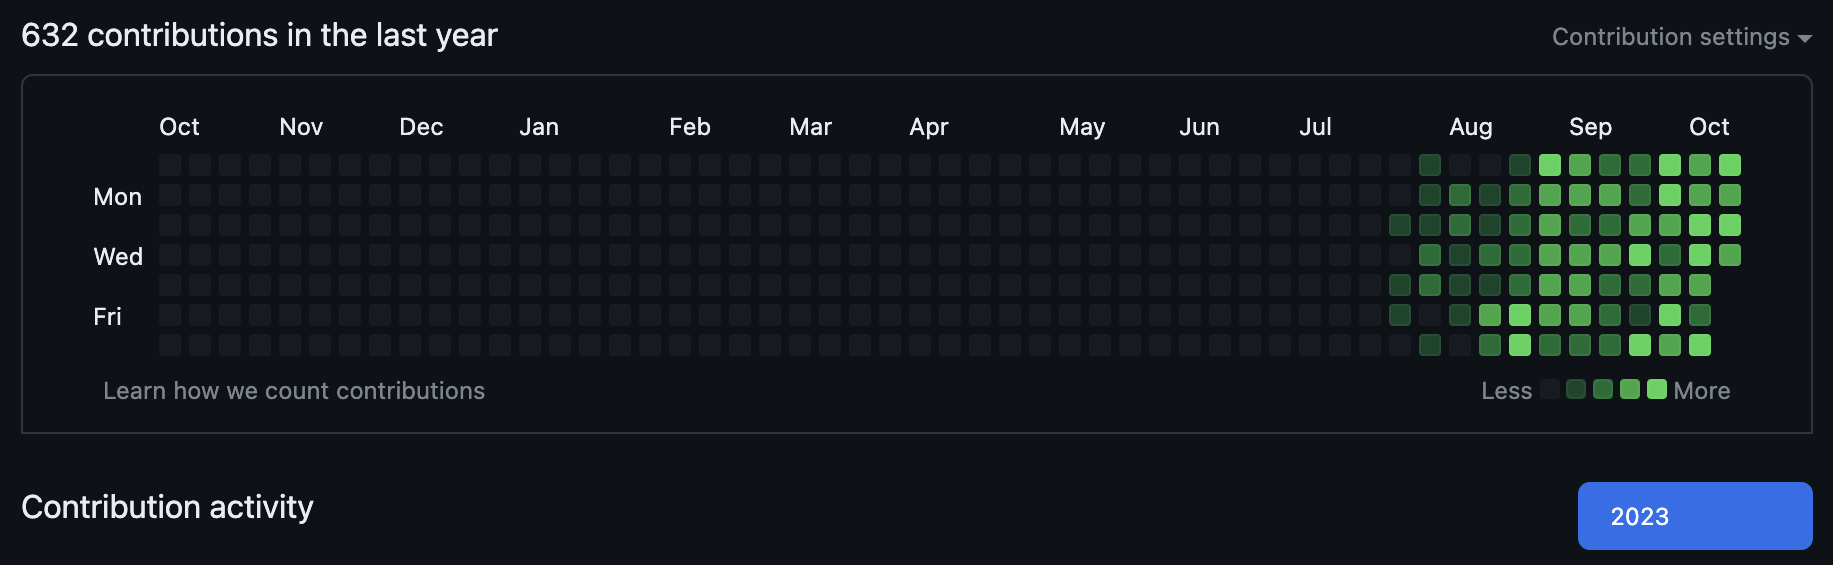 632 contributions in the last year
Contribution settings
Oct Nov Dec Jan Feb Mar Apr May Jun Jul Aug Sep Oct
Mon
Wed
Fri
Learn how we count contributions
Less More
Contribution activity
2023